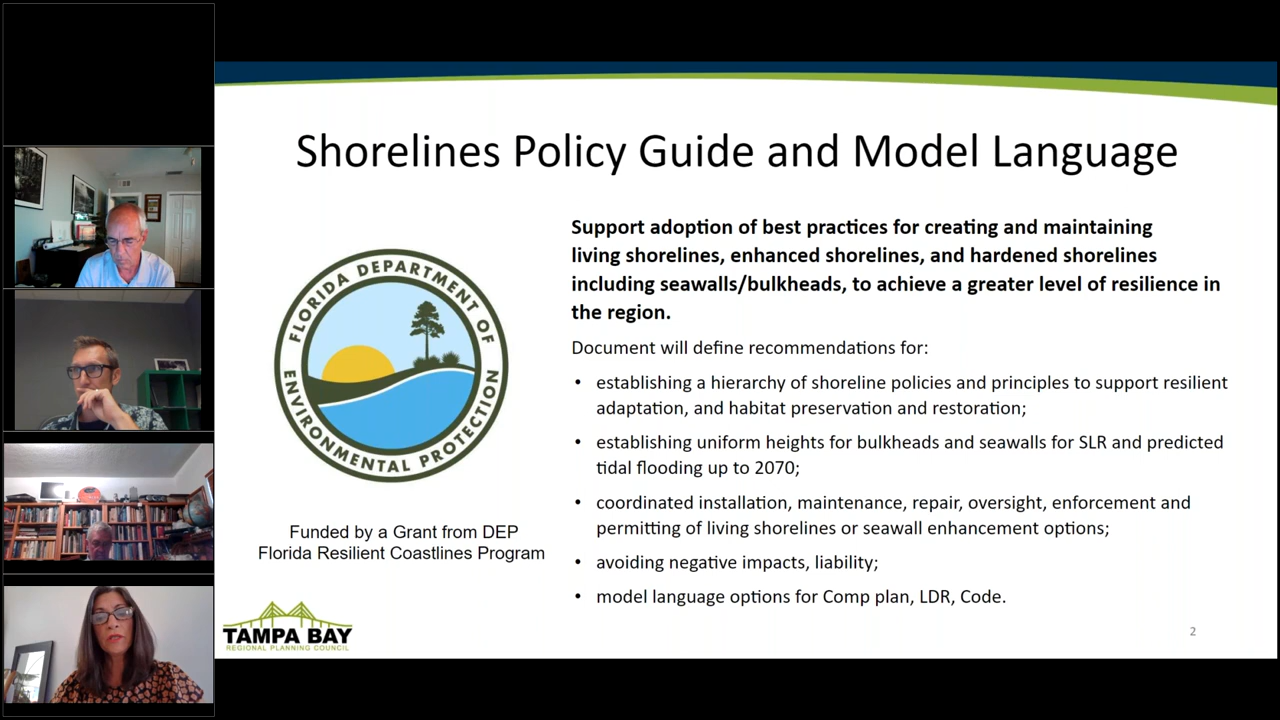 Shorelines Policy Guide and Model Language
FLORIDA DEPARTMENT OF
ENVIRONMENTAL PROTECTION
Funded by a Grant from DEP
Florida Resilient Coastlines Program
TAMPA BAY
REGIONAL PLANNING COUNCIL
Support adoption of best practices for creating and maintaining
living shorelines, enhanced shorelines, and hardened shorelines
including seawalls/bulkheads, to achieve a greater level of resilience in
the region.
Document will define recommendations for:
• establishing a hierarchy of shoreline policies and principles to support resilient
adaptation, and habitat preservation and restoration;
• establishing uniform heights for bulkheads and seawalls for SLR and predicted
tidal flooding up to 2070;
• coordinated installation, maintenance, repair, oversight, enforcement and
permitting of living shorelines or seawall enhancement options;
• avoiding negative impacts, liability;
• model language options for Comp plan, LDR, Code.
2